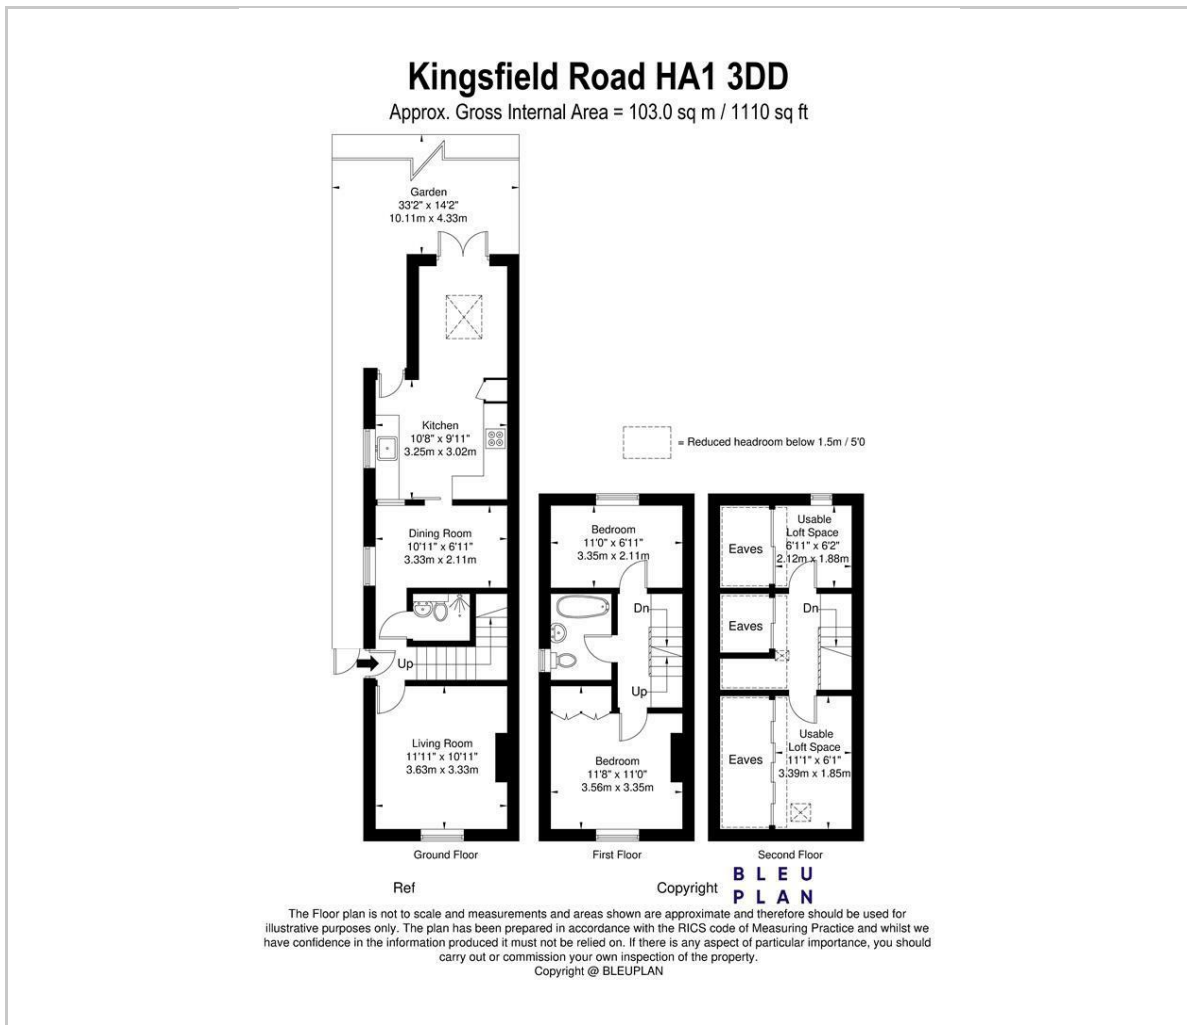 Kingsfield Road HA1 3DD
Approx. Gross Internal Area = 103.0 sq m / 1110 sq ft
Garden
33'2" x 14'2"
10.11m x 4.33m
Kitchen
10'8" x 9'11"
3.25m x 3.02m
= Reduced headroom below 1.5m / 5'0
Dining Room
10'11" x 6'11"
3.33m x 2.11m
Up
Living Room
11'11" x 10'11"
3.63m x 3.33m
Ground Floor
Bedroom
11'0" x 6'11"
3.35m x 2.11m
Dn
Up
Bedroom
11'8" x 11'0"
3.56m x 3.35m
First Floor
Usable
Loft Space
6'11" x 6'2"
2.12m x 1.88m
Eaves
Dn
Eaves
Usable
Loft Space
11'1" x 6'1"
3.39m x 1.85m
Eaves
Second Floor
Ref
Copyright
BLEU
PLAN
The Floor plan is not to scale and measurements and areas shown are approximate and therefore should be used for
illustrative purposes only. The plan has been prepared in accordance with the RICS code of Measuring Practice and whilst we
have confidence in the information produced it must not be relied on. If there is any aspect of particular importance, you should
carry out or commission your own inspection of the property.
Copyright @ BLEUPLAN